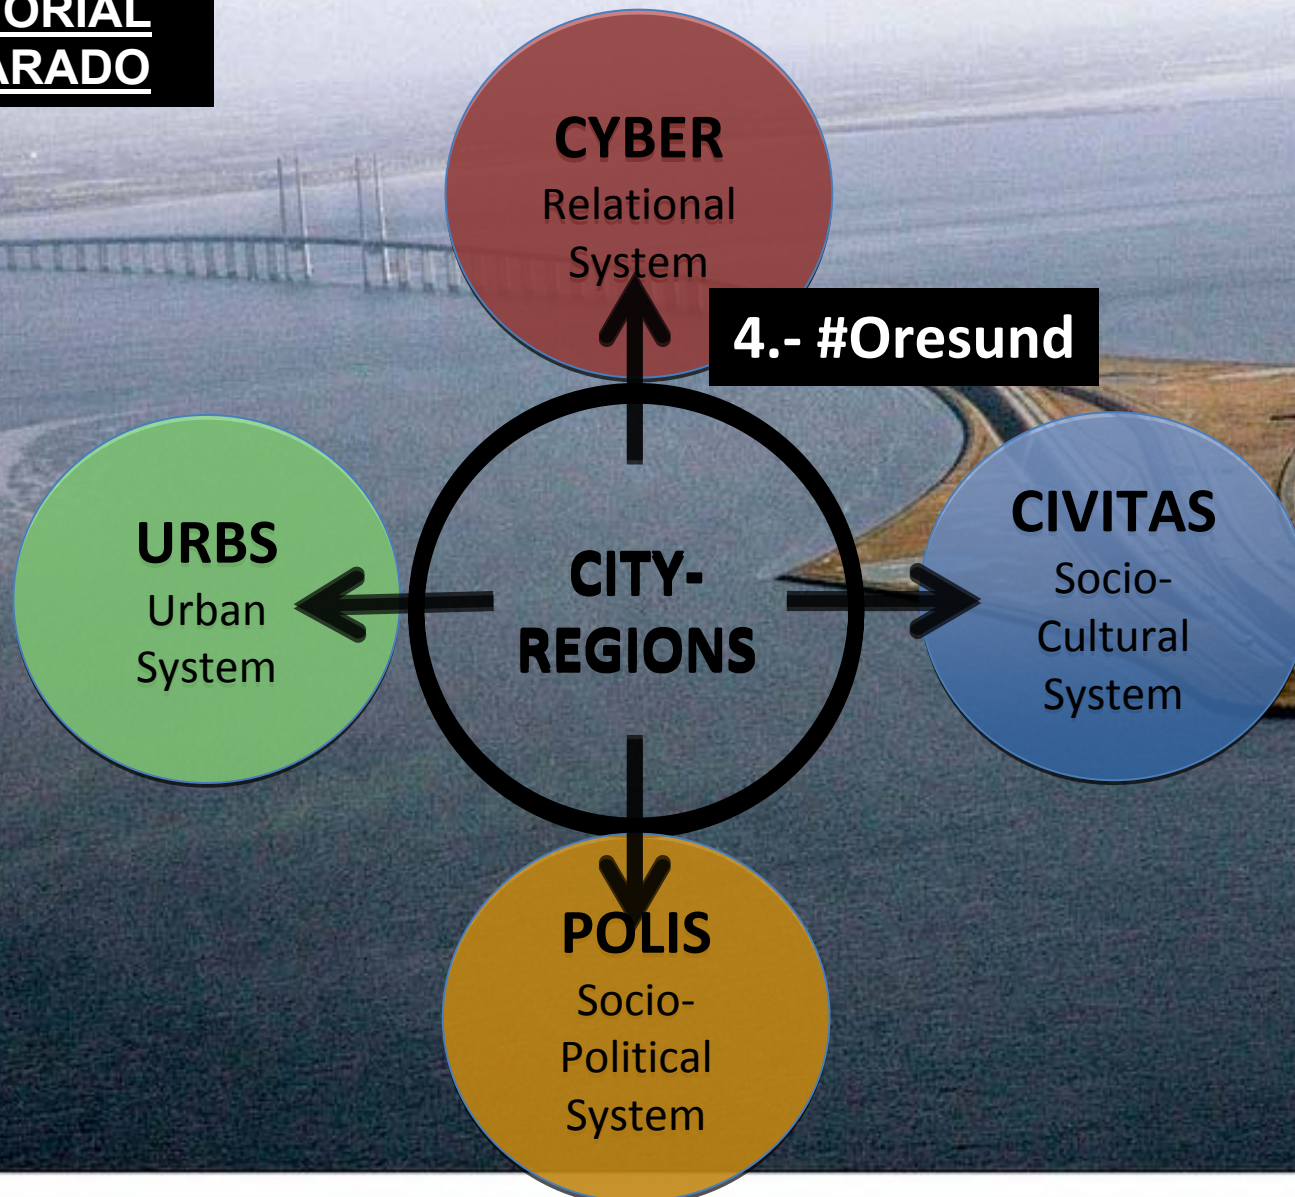 ORIAL
ARADO
CYBER
Relational
System
4.- #Oresund
URBS
Urban
System
CITY-
REGIONS
CIVITAS
Socio-
Cultural
System
POLIS
Socio-
Political
System